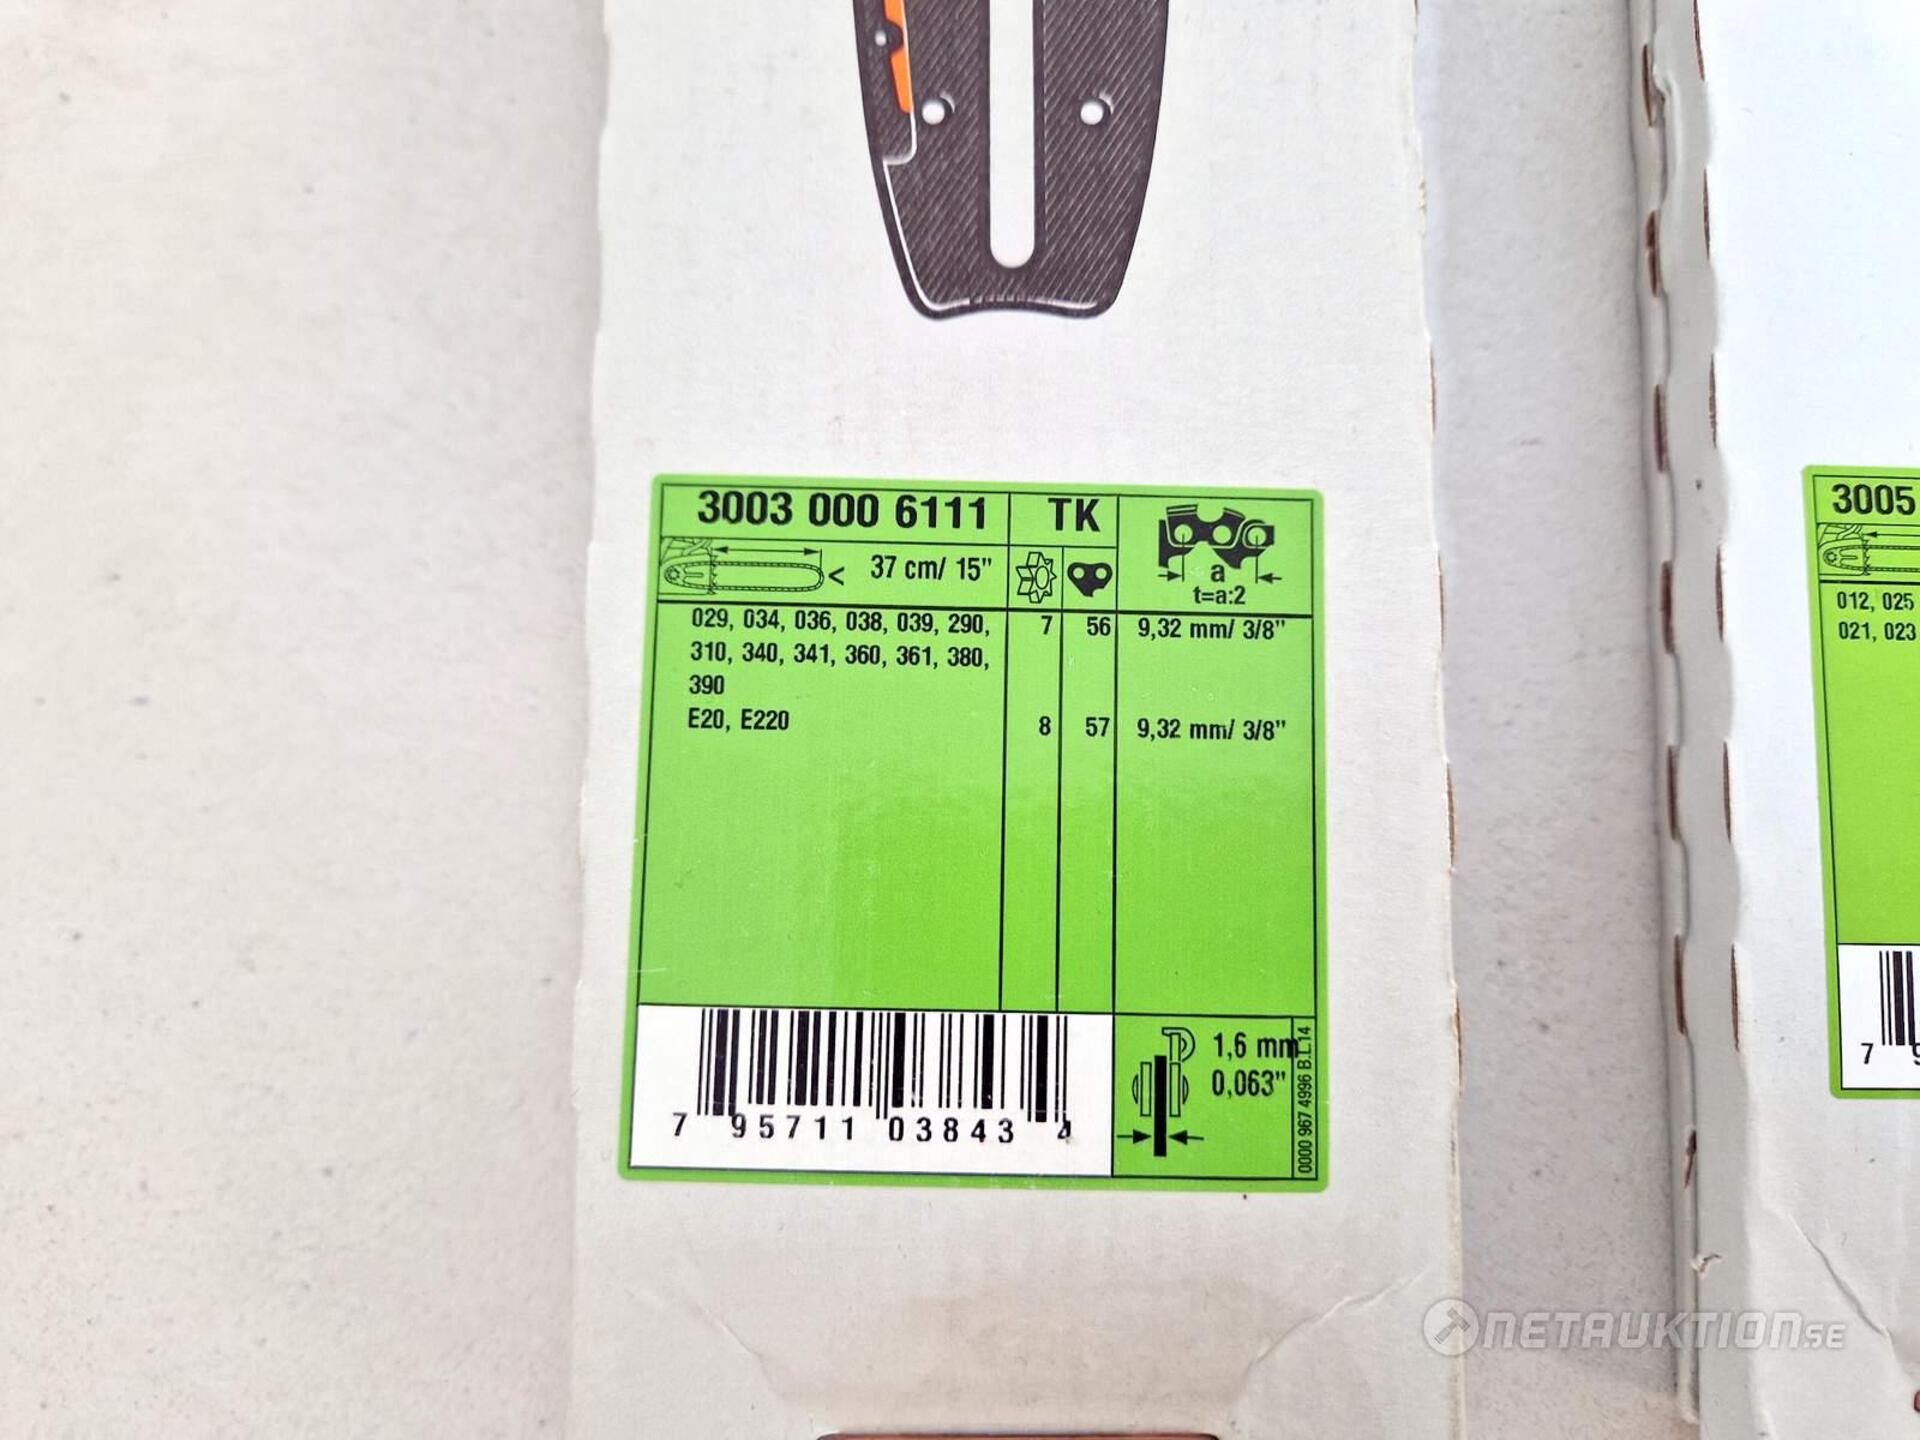 3003 000 6111
TK
37 cm/ 15"
<
a
t=a:2
029, 034, 036, 038, 039, 290,
310, 340, 341, 360, 361, 380,
390
7 56 9,32 mm/ 3/8"
E20, E220
8 57 9,32 mm/ 3/8"
7 95711 03843 4
1,6 mm
0,063"
0000 967 4996 B.L.14
3005
012, 025
021, 023
7 9
NETAUKTION.SE